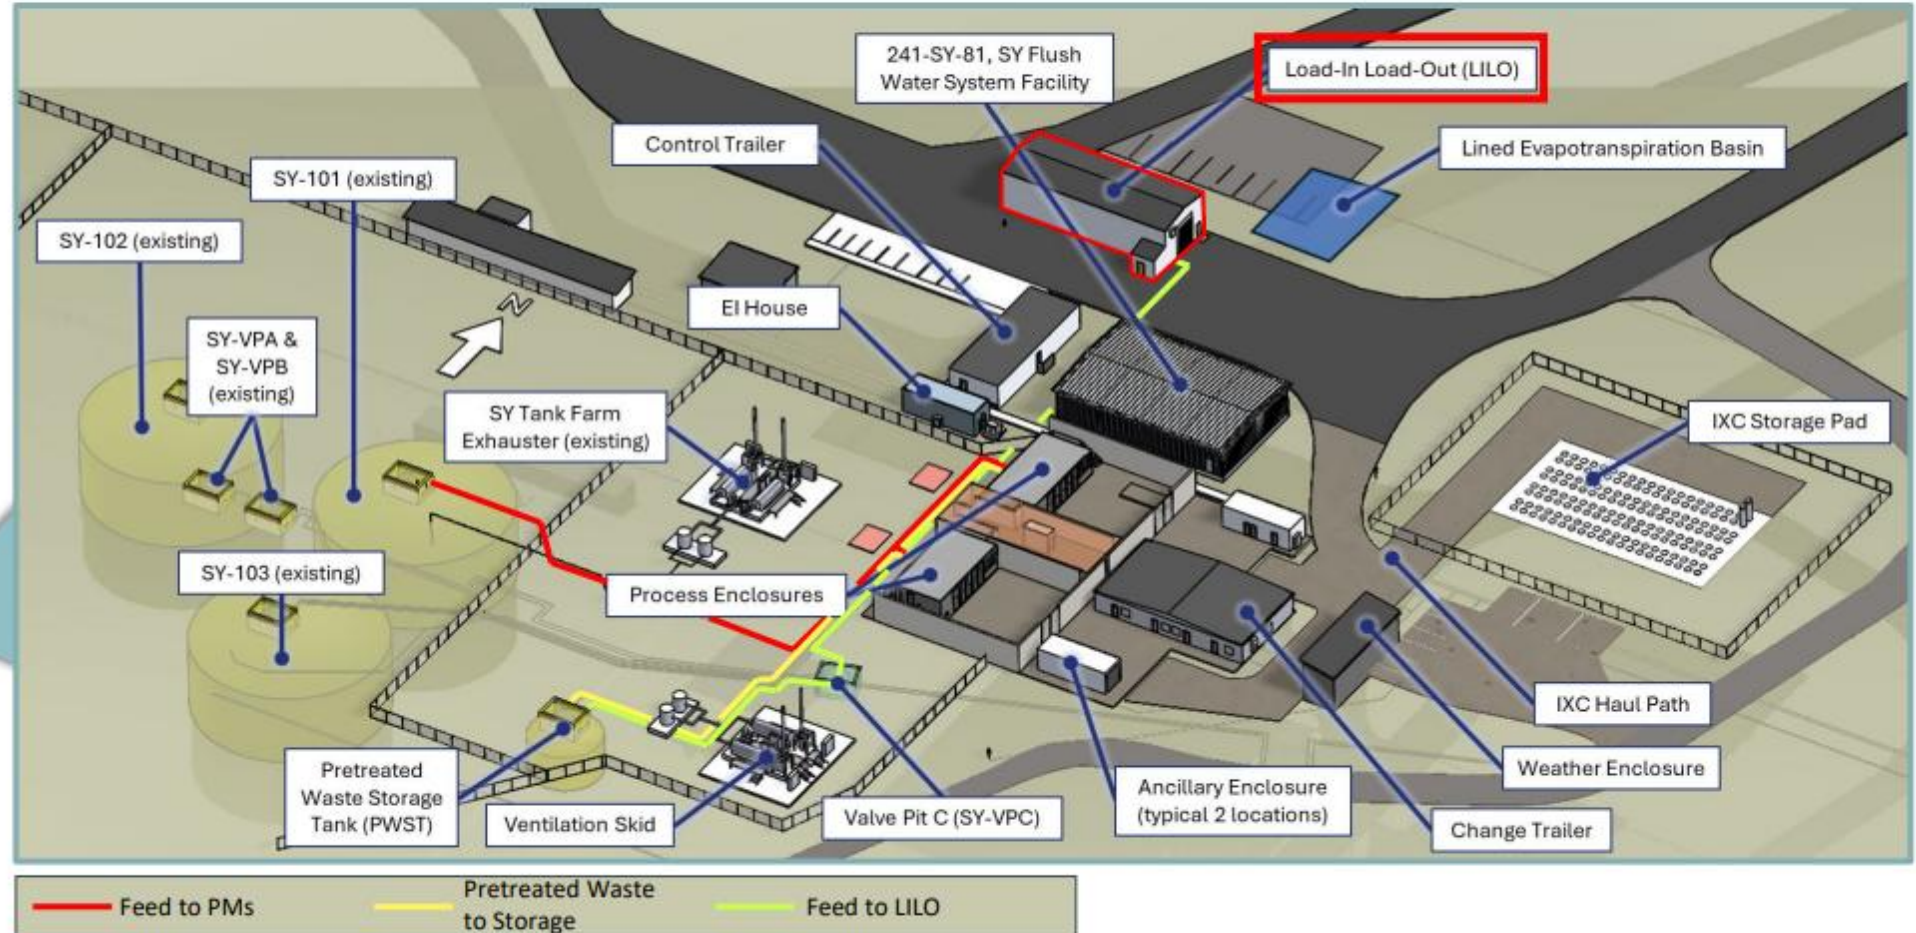 241-SY-81, SY Flush
Water System Facility
Load-In Load-Out (LILO)
Control Trailer
Lined Evapotranspiration Basin
SY-101 (existing)
SY-102 (existing)
N
EI House
SY-VPA &
SY-VPB
(existing)
SY Tank Farm
Exhauster (existing)
IXC Storage Pad
SY-103 (existing)
Process Enclosures
IXC Haul Path
Pretreated
Waste Storage
Tank (PWST)
Ventilation Skid
Valve Pit C (SY-VPC)
Ancillary Enclosure
(typical 2 locations)
Weather Enclosure
Change Trailer
Feed to PMs
Pretreated Waste
to Storage
Feed to LILO